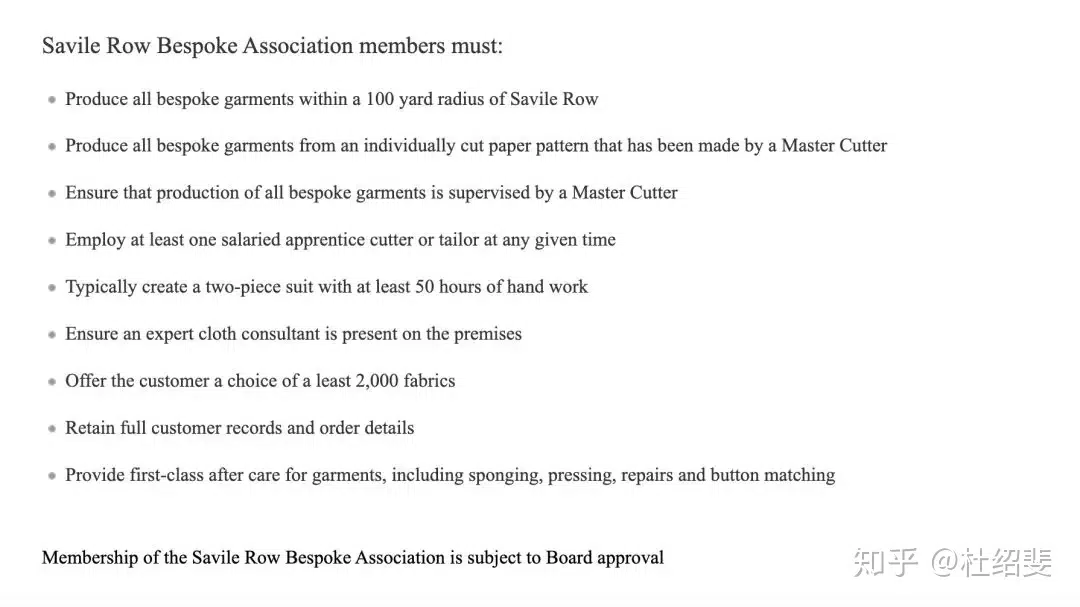 Savile Row Bespoke Association members must:
Produce all bespoke garments within a 100 yard radius of Savile Row
Produce all bespoke garments from an individually cut paper pattern that has been made by a Master Cutter
Ensure that production of all bespoke garments is supervised by a Master Cutter
Employ at least one salaried apprentice cutter or tailor at any given time
Typically create a two-piece suit with at least 50 hours of hand work
Ensure an expert cloth consultant is present on the premises
Offer the customer a choice of a least 2,000 fabrics
Retain full customer records and order details
Provide first-class after care for garments, including sponging, pressing, repairs and button matching
Membership of the Savile Row Bespoke Association is subject to Board approval
知乎 @杜绍斐